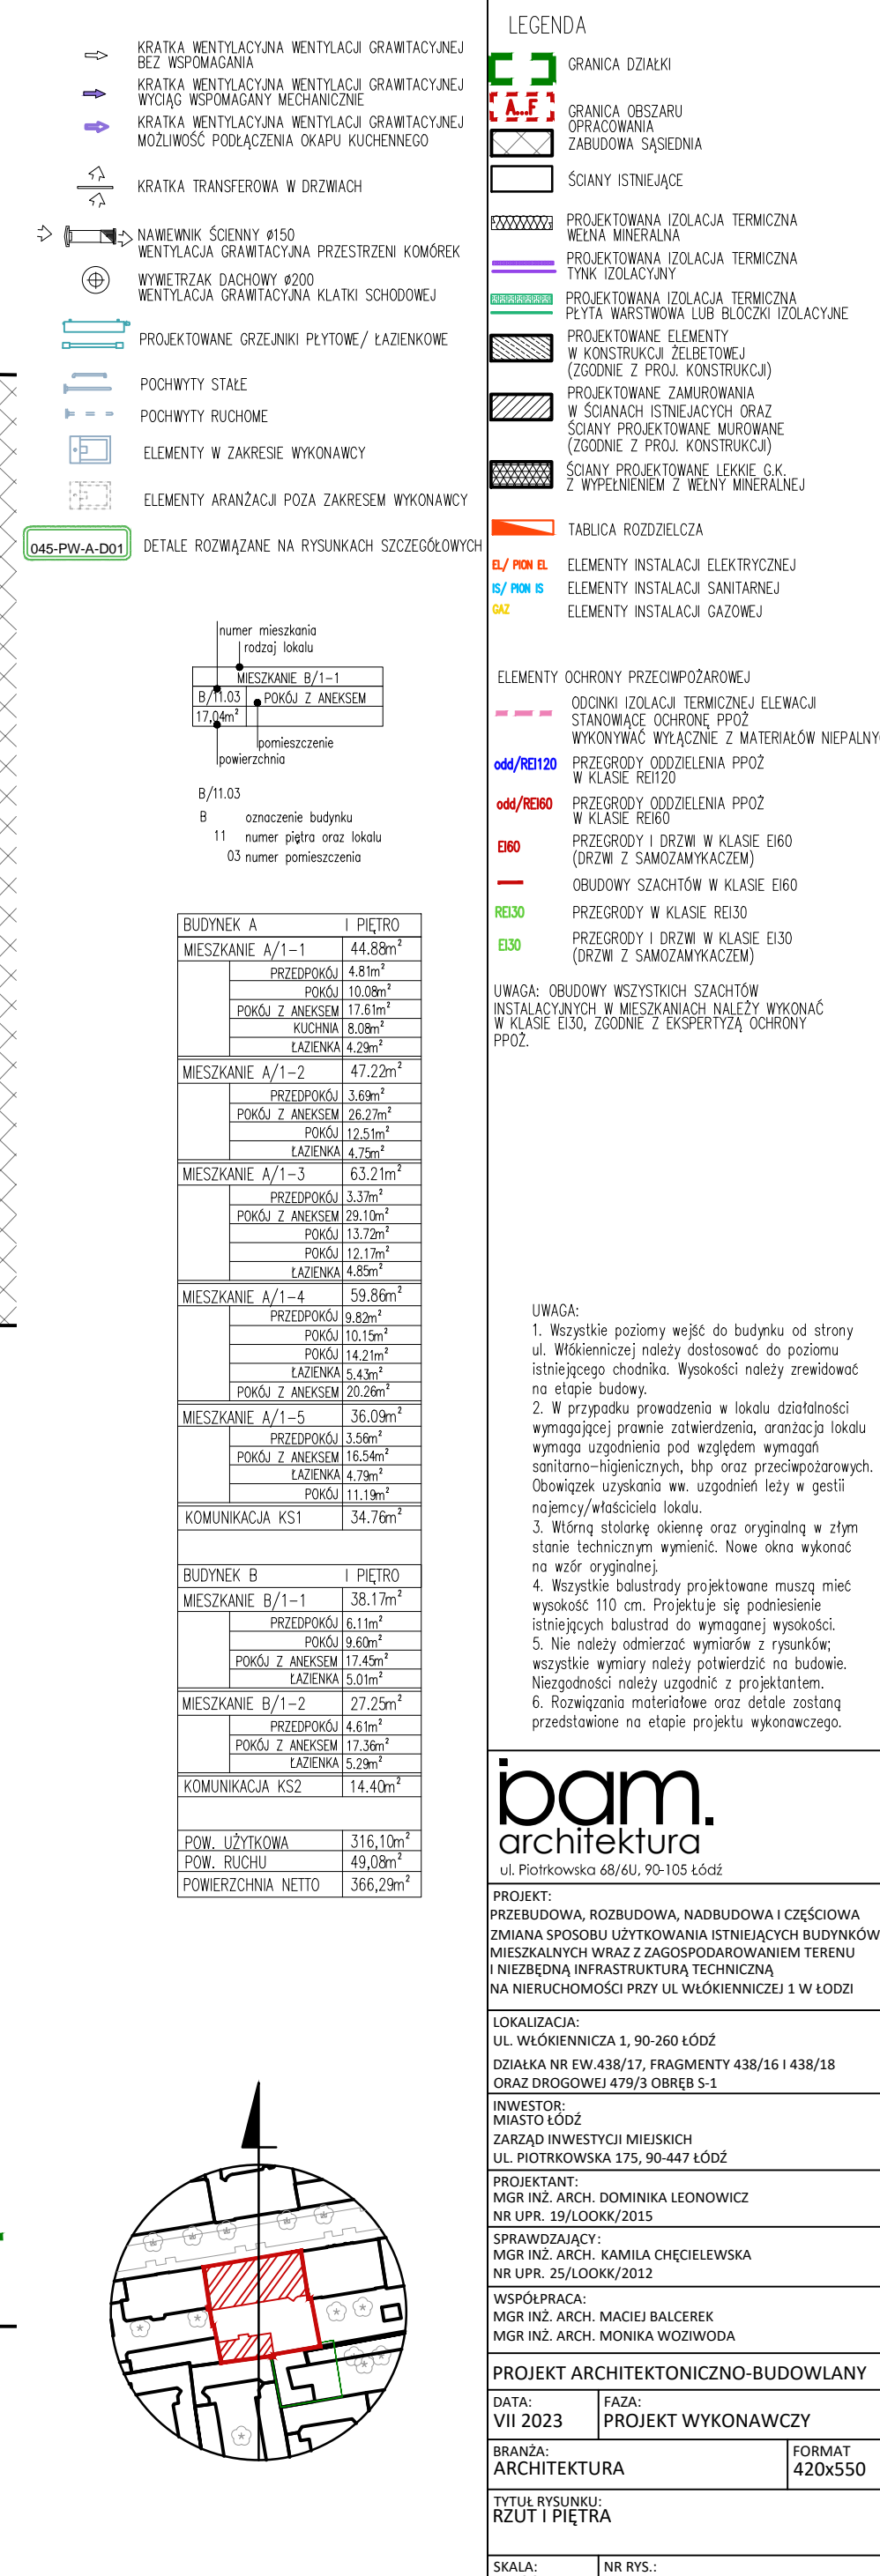 KRATKA WENTYLACYJNA WENTYLACJI GRAWITACYJNEJ
BEZ WSPOMAGANIA
KRATKA WENTYLACYJNA WENTYLACJI GRAWITACYJNEJ
WYCIĄG WSPOMAGANY MECHANICZNIE
KRATKA WENTYLACYJNA WENTYLACJI GRAWITACYJNEJ
MOŻLIWOŚĆ PODŁĄCZENIA OKAPU KUCHENNEGO
KRATKA TRANSFEROWA W DRZWIACH
NAWIEWNIK ŚCIENNY ø150
WENTYLACJA GRAWITACYJNA PRZESTRZENI KOMÓREK
WYWIETRZAK DACHOWY ø200
WENTYLACJA GRAWITACYJNA KLATKI SCHODOWEJ
PROJEKTOWANE GRZEJNIKI PŁYTOWE/ ŁAZIENKOWE
POCHWYTY STAŁE
POCHWYTY RUCHOME
ELEMENTY W ZAKRESIE WYKONAWCY
ELEMENTY ARANŻACJI POZA ZAKRESEM WYKONAWCY
045-PW-A-D01 DETALE ROZWIĄZANE NA RYSUNKACH SZCZEGÓŁOWYCH
numer mieszkania
rodzaj lokalu
MIESZKANIE B/1-1
B/11.03 POKÓJ Z ANEKSEM
17,04m²
pomieszczenie
powierzchnia
B/11.03
B oznaczenie budynku
11 numer piętra oraz lokalu
03 numer pomieszczenia
BUDYNEK A I PIĘTRO
MIESZKANIE A/1-1 44.88m²
PRZEDPOKÓJ 4.81m²
POKÓJ 10.08m²
POKÓJ Z ANEKSEM 17.61m²
KUCHNIA 8.08m²
ŁAZIENKA 4.29m²
MIESZKANIE A/1-2 47.22m²
PRZEDPOKÓJ 3.69m²
POKÓJ Z ANEKSEM 26.27m²
POKÓJ 12.51m²
ŁAZIENKA 4.75m²
MIESZKANIE A/1-3 63.21m²
PRZEDPOKÓJ 3.37m²
POKÓJ Z ANEKSEM 29.10m²
POKÓJ 13.72m²
POKÓJ 12.17m²
ŁAZIENKA 4.85m²
MIESZKANIE A/1-4 59.86m²
PRZEDPOKÓJ 9.82m²
POKÓJ 10.15m²
POKÓJ 14.21m²
ŁAZIENKA 5.43m²
POKÓJ Z ANEKSEM 20.26m²
MIESZKANIE A/1-5 36.09m²
PRZEDPOKÓJ 3.56m²
POKÓJ Z ANEKSEM 16.54m²
ŁAZIENKA 4.79m²
POKÓJ 11.19m²
KOMUNIKACJA KS1 34.76m²
BUDYNEK B I PIĘTRO
MIESZKANIE B/1-1 38.17m²
PRZEDPOKÓJ 6.11m²
POKÓJ 9.60m²
POKÓJ Z ANEKSEM 17.45m²
ŁAZIENKA 5.01m²
MIESZKANIE B/1-2 27.25m²
PRZEDPOKÓJ 4.61m²
POKÓJ Z ANEKSEM 17.36m²
ŁAZIENKA 5.29m²
KOMUNIKACJA KS2 14.40m²
POW. UŻYTKOWA 316,10m²
POW. RUCHU 49,08m²
POWIERZCHNIA NETTO 366,29m²
LEGENDA
GRANICA DZIAŁKI
A...F GRANICA OBSZARU
OPRACOWANIA
ZABUDOWA SĄSIEDNIA
ŚCIANY ISTNIEJĄCE
PROJEKTOWANA IZOLACJA TERMICZNA
WEŁNA MINERALNA
PROJEKTOWANA IZOLACJA TERMICZNA
TYNK IZOLACYJNY
PROJEKTOWANA IZOLACJA TERMICZNA
PŁYTA WARSTWOWA LUB BLOCZKI IZOLACYJNE
PROJEKTOWANE ELEMENTY
W KONSTRUKCJI ŻELBETOWEJ
(ZGODNIE Z PROJ. KONSTRUKCJI)
PROJEKTOWANE ZAMUROWANIA
W ŚCIANACH ISTNIEJACYCH ORAZ
ŚCIANY PROJEKTOWANE MUROWANE
(ZGODNIE Z PROJ. KONSTRUKCJI)
ŚCIANY PROJEKTOWANE LEKKIE G.K.
Z WYPEŁNIENIEM Z WEŁNY MINERALNEJ
TABLICA ROZDZIELCZA
EL/ PION EL ELEMENTY INSTALACJI ELEKTRYCZNEJ
IS/ PION IS ELEMENTY INSTALACJI SANITARNEJ
GAZ ELEMENTY INSTALACJI GAZOWEJ
ELEMENTY OCHRONY PRZECIWPOŻAROWEJ
ODCINKI IZOLACJI TERMICZNEJ ELEWACJI
STANOWIĄCE OCHRONĘ PPOŻ
WYKONYWAĆ WYŁĄCZNIE Z MATERIAŁÓW NIEPALNY
odd/REI120 PRZEGRODY ODDZIELENIA PPOŻ
W KLASIE REI120
odd/REI60 PRZEGRODY ODDZIELENIA PPOŻ
W KLASIE REI60
EI60 PRZEGRODY I DRZWI W KLASIE EI60
(DRZWI Z SAMOZAMYKACZEM)
OBUDOWY SZACHTÓW W KLASIE EI60
REI30 PRZEGRODY W KLASIE REI30
EI30 PRZEGRODY I DRZWI W KLASIE EI30
(DRZWI Z SAMOZAMYKACZEM)
UWAGA: OBUDOWY WSZYSTKICH SZACHTÓW
INSTALACYJNYCH W MIESZKANIACH NALEŻY WYKONAĆ
W KLASIE EI30, ZGODNIE Z EKSPERTYZĄ OCHRONY
PPOŻ.
UWAGA:
1. Wszystkie poziomy wejść do budynku od strony
ul. Włókienniczej należy dostosować do poziomu
istniejącego chodnika. Wysokości należy zrewidować
na etapie budowy.
2. W przypadku prowadzenia w lokalu działalności
wymagającej prawnie zatwierdzenia, aranżacja lokalu
wymaga uzgodnienia pod względem wymagań
sanitarno-higienicznych, bhp oraz przeciwpożarowych.
Obowiązek uzyskania ww. uzgodnień leży w gestii
najemcy/właściciela lokalu.
3. Wtórną stolarkę okienną oraz oryginalną w złym
stanie technicznym wymienić. Nowe okna wykonać
na wzór oryginalnej.
4. Wszystkie balustrady projektowane muszą mieć
wysokość 110 cm. Projektuje się podniesienie
istniejących balustrad do wymaganej wysokości.
5. Nie należy odmierzać wymiarów z rysunków;
wszystkie wymiary należy potwierdzić na budowie.
Niezgodności należy uzgodnić z projektantem.
6. Rozwiązania materiałowe oraz detale zostaną
przedstawione na etapie projektu wykonawczego.
bam.
architektura
ul. Piotrkowska 68/6U, 90-105 Łódź
PROJEKT:
PRZEBUDOWA, ROZBUDOWA, NADBUDOWA I CZĘŚCIOWA
ZMIANA SPOSOBU UŻYTKOWANIA ISTNIEJĄCYCH BUDYNKÓW
MIESZKALNYCH WRAZ Z ZAGOSPODAROWANIEM TERENU
I NIEZBĘDNĄ INFRASTRUKTURĄ TECHNICZNĄ
NA NIERUCHOMOŚCI PRZY UL WŁÓKIENNICZEJ 1 W ŁODZI
LOKALIZACJA:
UL. WŁÓKIENNICZA 1, 90-260 ŁÓDŹ
DZIAŁKA NR EW.438/17, FRAGMENTY 438/16 I 438/18
ORAZ DROGOWEJ 479/3 OBRĘB S-1
INWESTOR:
MIASTO ŁÓDŹ
ZARZĄD INWESTYCJI MIEJSKICH
UL. PIOTRKOWSKA 175, 90-447 ŁÓDŹ
PROJEKTANT:
MGR INŻ. ARCH. DOMINIKA LEONOWICZ
NR UPR. 19/LOOKK/2015
SPRAWDZAJĄCY:
MGR INŻ. ARCH. KAMILA CHĘCIELEWSKA
NR UPR. 25/LOOKK/2012
WSPÓŁPRACA:
MGR INŻ. ARCH. MACIEJ BALCEREK
MGR INŻ. ARCH. MONIKA WOZIWODA
PROJEKT ARCHITEKTONICZNO-BUDOWLANY
DATA: FAZA:
VII 2023 PROJEKT WYKONAWCZY
BRANŻA: FORMAT
ARCHITEKTURA 420x550
TYTUŁ RYSUNKU:
RZUT I PIĘTRA
SKALA: NR RYS.: